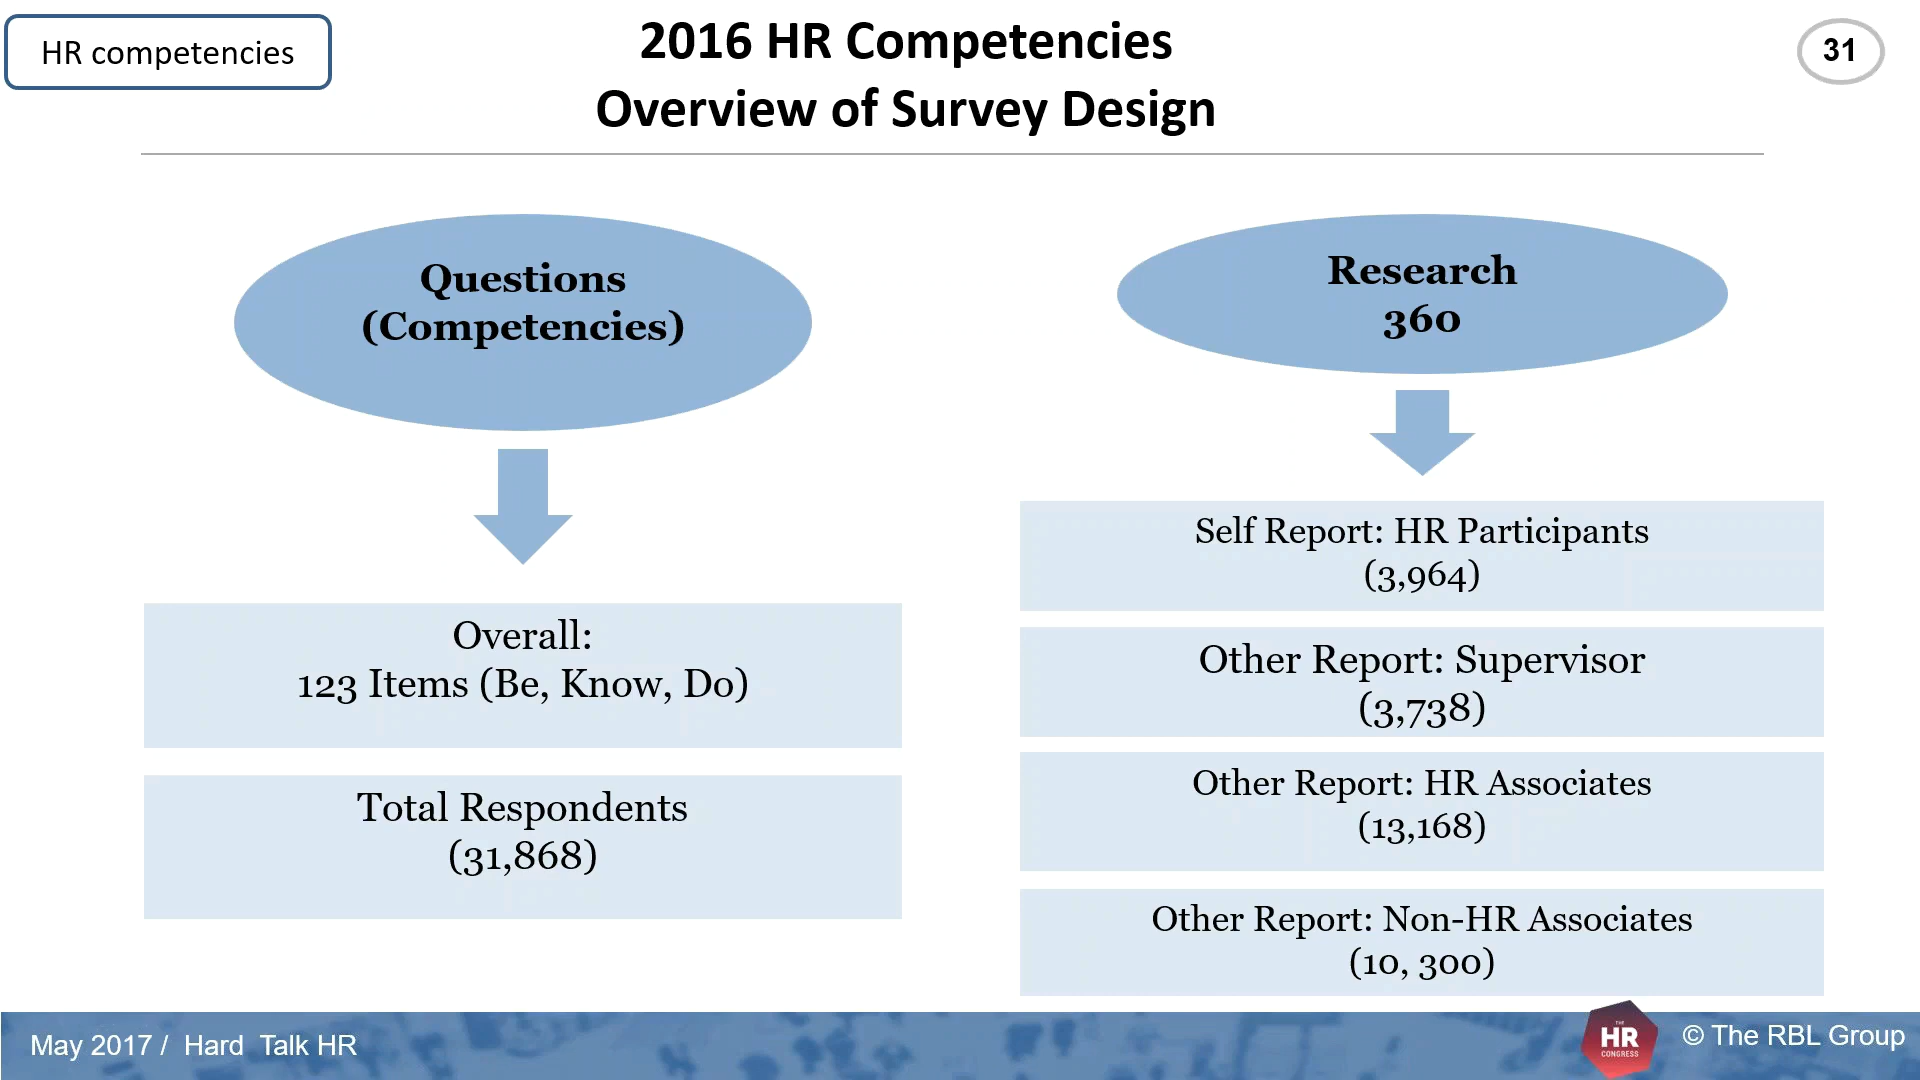 HR competencies
2016 HR Competencies
Overview of Survey Design
31
Questions
(Competencies)
Overall:
123 Items (Be, Know, Do)
Total Respondents
(31,868)
Research
360
Self Report: HR Participants
(3,964)
Other Report: Supervisor
(3,738)
Other Report: HR Associates
(13,168)
Other Report: Non-HR Associates
(10, 300)
May 2017 /  Hard  Talk HR
THE
HR
CONGRESS
© The RBL Group